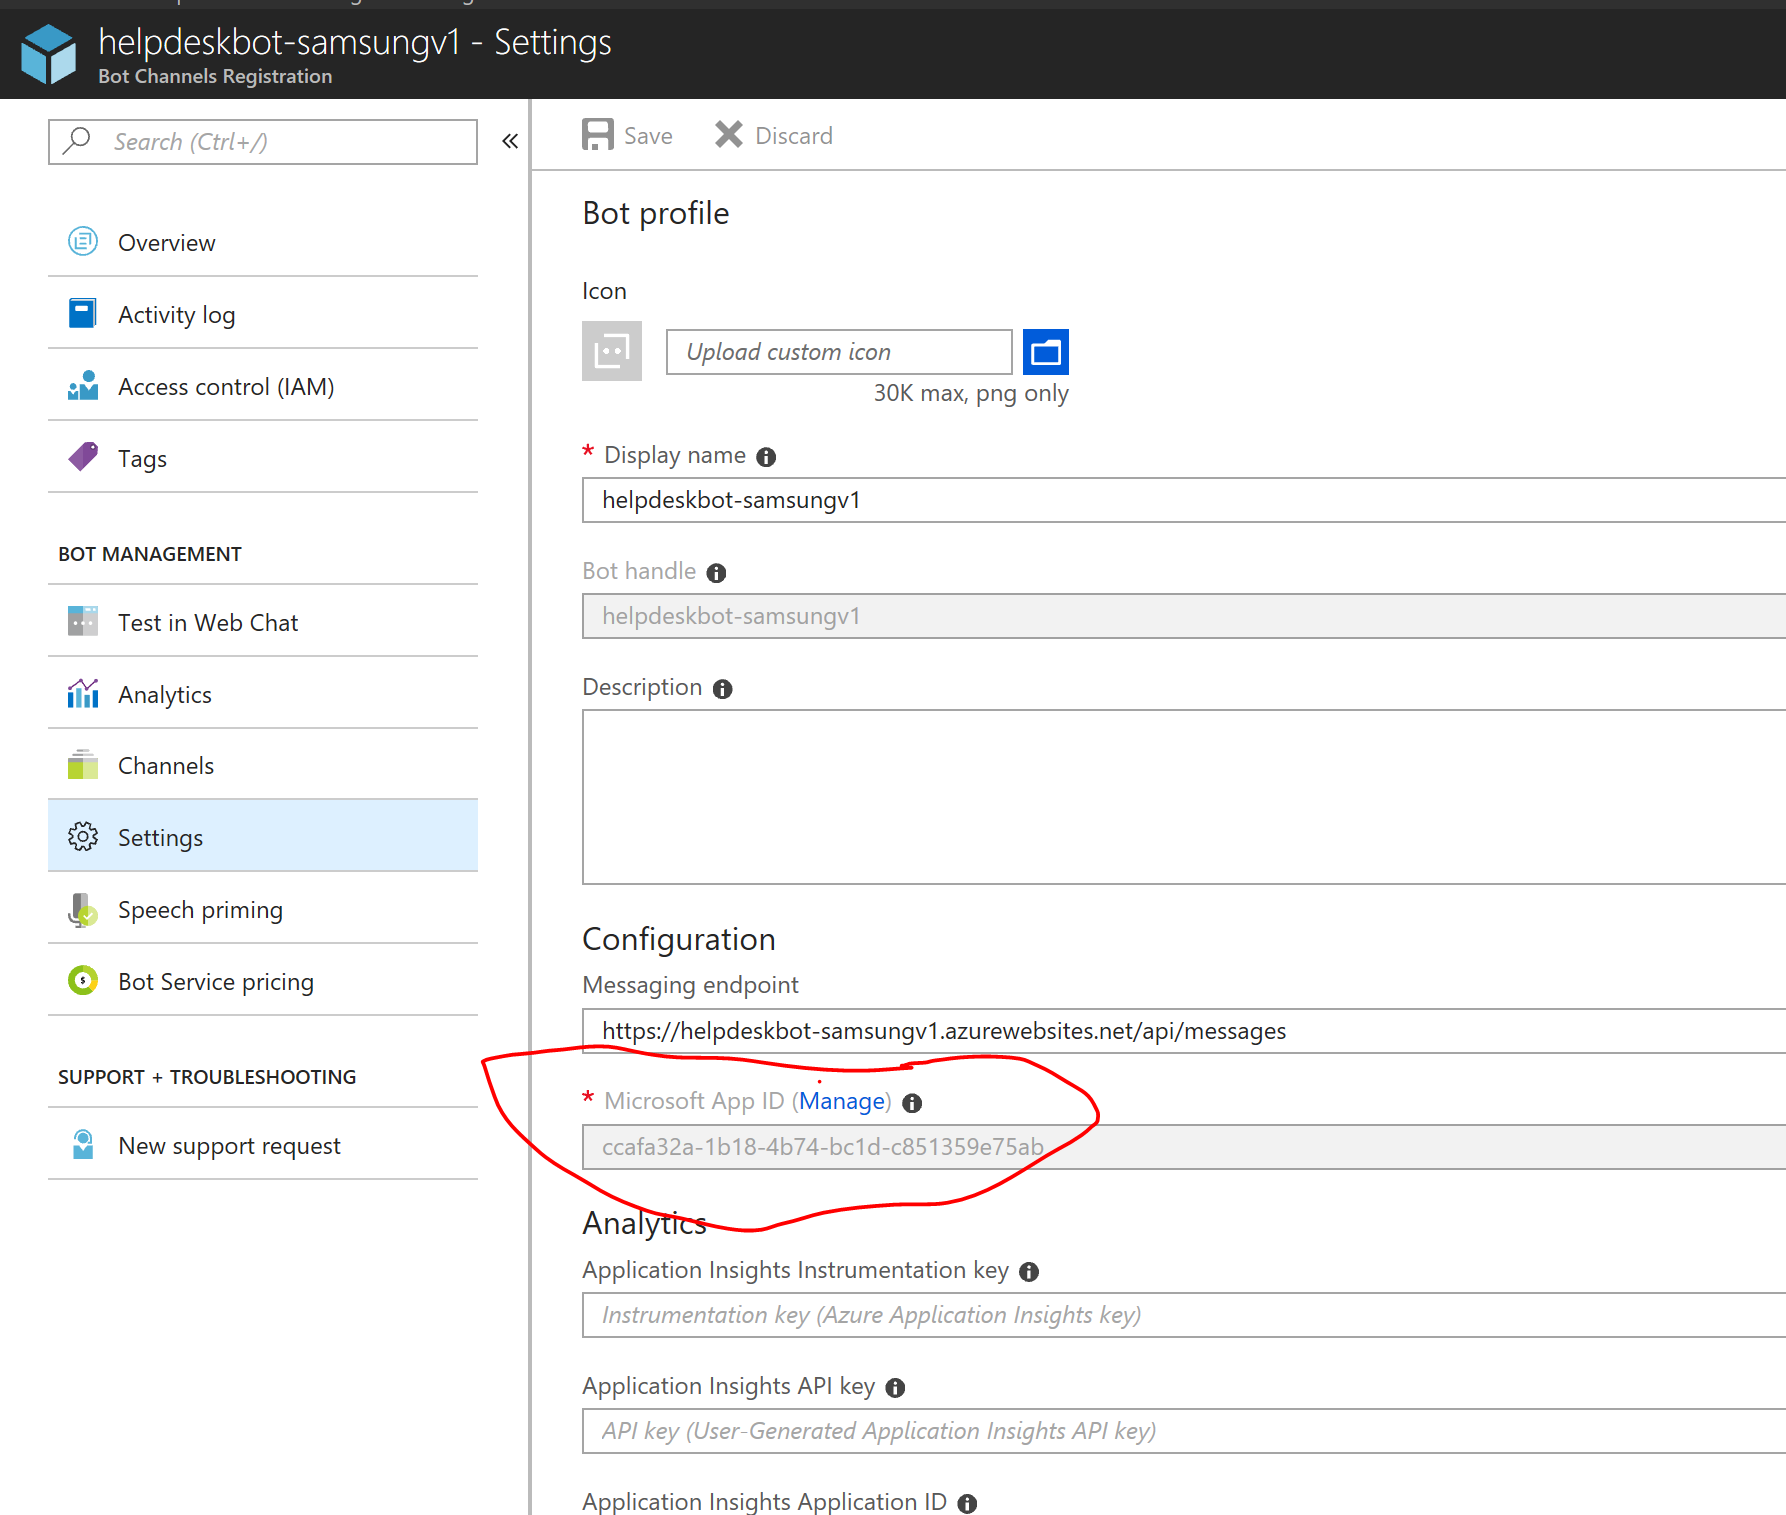 helpdeskbot-samsungv1 - Settings
Bot Channels Registration
Search (Ctrl+/)
«
Overview
Activity log
Access control (IAM)
Tags
BOT MANAGEMENT
Test in Web Chat
Analytics
Channels
Settings
Speech priming
Bot Service pricing
SUPPORT + TROUBLESHOOTING
New support request
Save
Discard
Bot profile
Icon
Upload custom icon
30K max, png only
* Display name
helpdeskbot-samsungv1
Bot handle
helpdeskbot-samsungv1
Description
Configuration
Messaging endpoint
https://helpdeskbot-samsungv1.azurewebsites.net/api/messages
* Microsoft App ID (Manage)
ccafa32a-1b18-4b74-bc1d-c851359e75ab
Analytics
Application Insights Instrumentation key
Instrumentation key (Azure Application Insights key)
Application Insights API key
API key (User-Generated Application Insights API key)
Application Insights Application ID